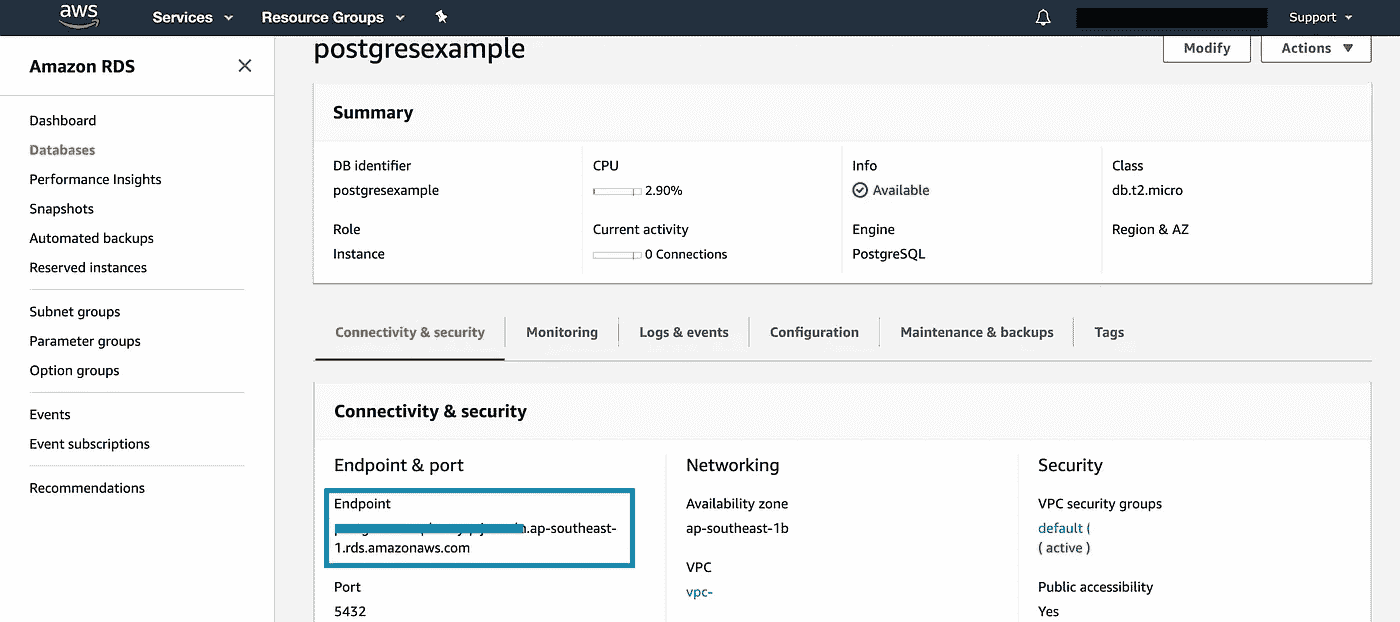 aws
Services
Resource Groups
Support
Amazon RDS
Dashboard
Databases
Performance Insights
Snapshots
Automated backups
Reserved instances
Subnet groups
Parameter groups
Option groups
Events
Event subscriptions
Recommendations
postgresexample
Modify
Actions
Summary
DB identifier
postgresexample
CPU
2.90%
Info
Available
Class
db.t2.micro
Role
Instance
Current activity
0 Connections
Engine
PostgreSQL
Region & AZ
Connectivity & security
Monitoring
Logs & events
Configuration
Maintenance & backups
Tags
Connectivity & security
Endpoint & port
Endpoint
.ap-southeast-
1.rds.amazonaws.com
Port
5432
Networking
Availability zone
ap-southeast-1b
VPC
vpc-
Security
VPC security groups
default (
( active )
Public accessibility
Yes